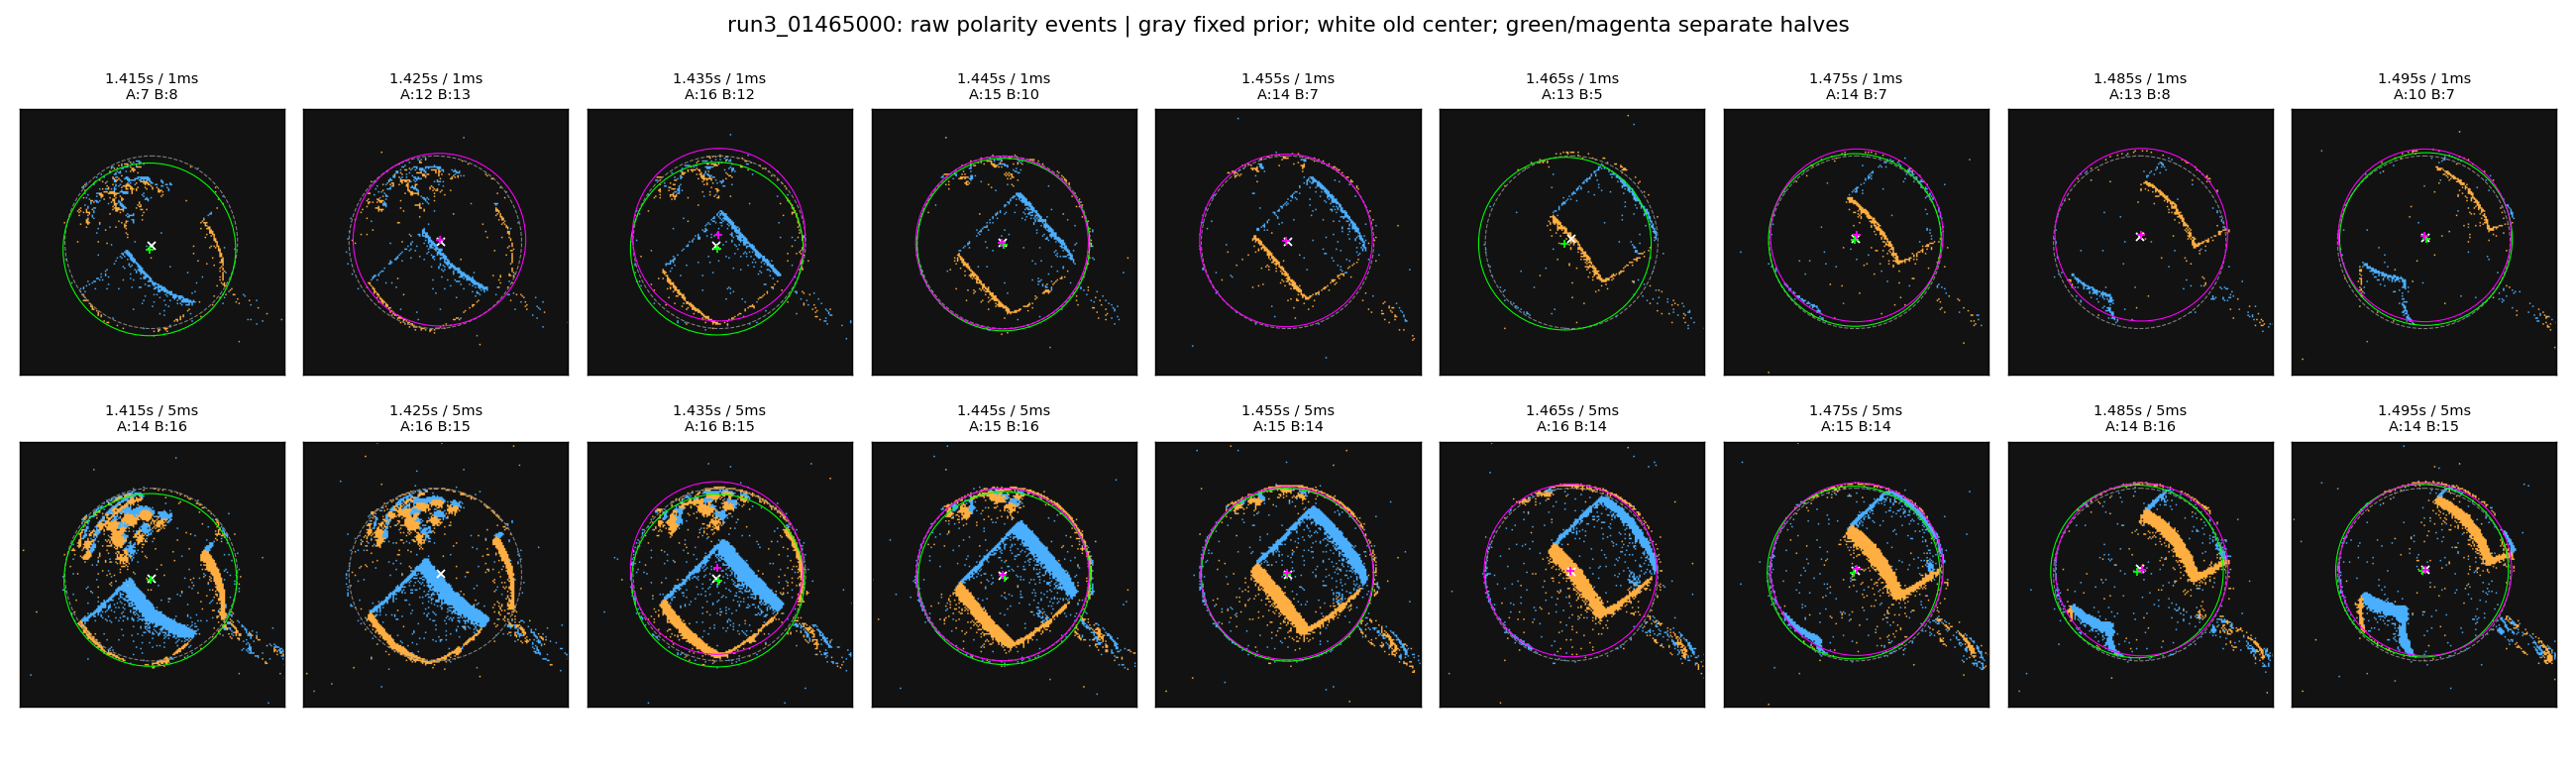 run3_01465000: raw polarity events | gray fixed prior; white old center; green/magenta separate halves
1.415s / 1ms
A:7 B:8
1.425s / 1ms
A:12 B:13
1.435s / 1ms
A:16 B:12
1.445s / 1ms
A:15 B:10
1.455s / 1ms
A:14 B:7
1.465s / 1ms
A:13 B:5
1.475s / 1ms
A:14 B:7
1.485s / 1ms
A:13 B:8
1.495s / 1ms
A:10 B:7
1.415s / 5ms
A:14 B:16
1.425s / 5ms
A:16 B:15
1.435s / 5ms
A:16 B:15
1.445s / 5ms
A:15 B:16
1.455s / 5ms
A:15 B:14
1.465s / 5ms
A:16 B:14
1.475s / 5ms
A:15 B:14
1.485s / 5ms
A:14 B:16
1.495s / 5ms
A:14 B:15